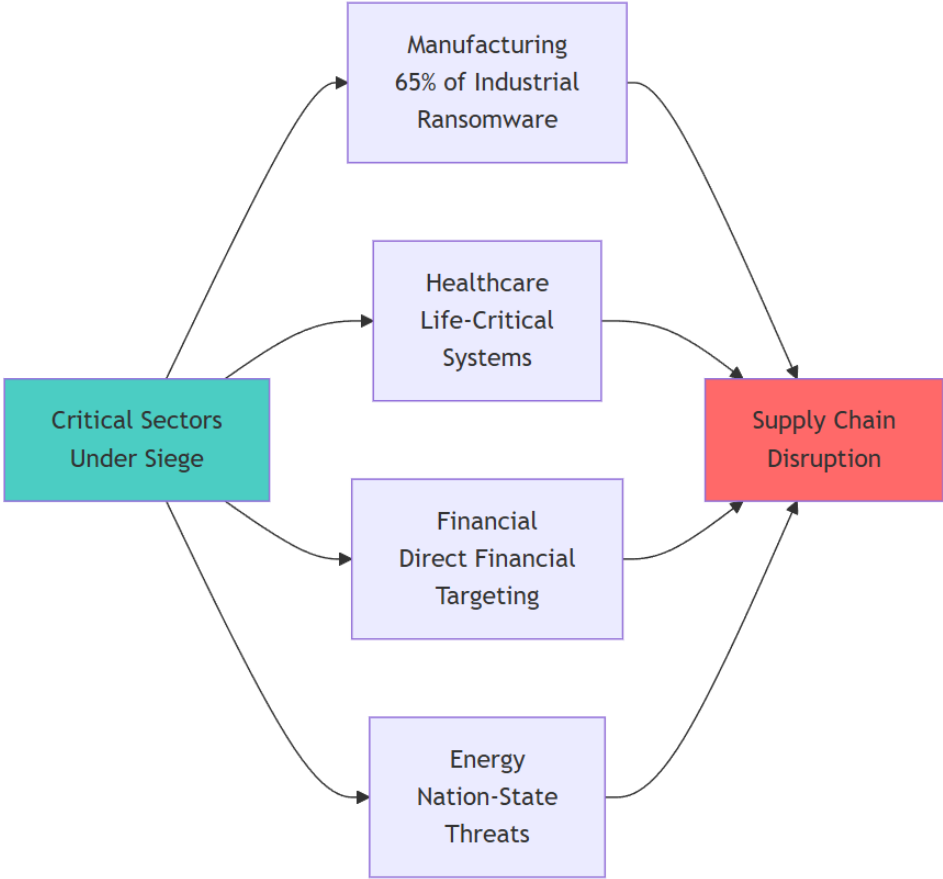 Manufacturing
65% of Industrial
Ransomware
Healthcare
Life-Critical
Systems
Critical Sectors
Under Siege
Supply Chain
Disruption
Financial
Direct Financial
Targeting
Energy
Nation-State
Threats